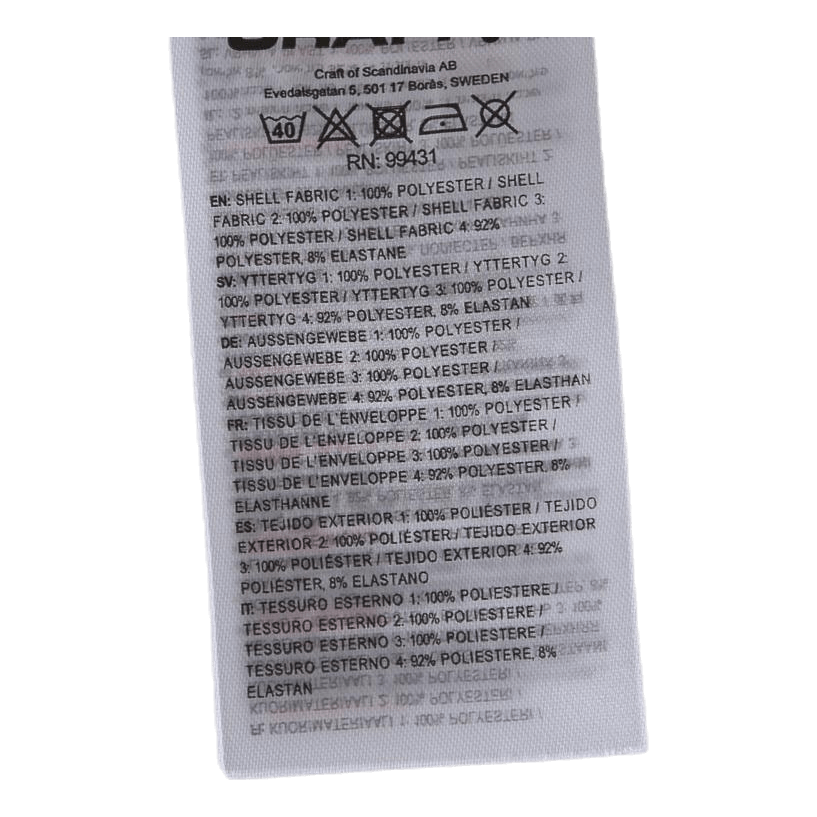 CRAFT
Craft of Scandinavia AB
Evedalsgatan 5, 501 17 Borås, SWEDEN
40
RN: 99431
EN: SHELL FABRIC 1: 100% POLYESTER / SHELL
FABRIC 2: 100% POLYESTER / SHELL FABRIC 3:
100% POLYESTER / SHELL FABRIC 4: 92%
POLYESTER, 8% ELASTANE
SV: YTTERTYG 1: 100% POLYESTER / YTTERTYG 2:
100% POLYESTER / YTTERTYG 3: 100% POLYESTER /
YTTERTYG 4: 92% POLYESTER, 8% ELASTAN
DE: AUSSENGEWEBE 1: 100% POLYESTER /
AUSSENGEWEBE 2: 100% POLYESTER /
AUSSENGEWEBE 3: 100% POLYESTER /
AUSSENGEWEBE 4: 92% POLYESTER, 8% ELASTHAN
FR: TISSU DE L'ENVELOPPE 1: 100% POLYESTER /
TISSU DE L'ENVELOPPE 2: 100% POLYESTER /
TISSU DE L'ENVELOPPE 3: 100% POLYESTER /
TISSU DE L'ENVELOPPE 4: 92% POLYESTER, 8%
ELASTHANNE
ES: TEJIDO EXTERIOR 1: 100% POLIÉSTER / TEJIDO
EXTERIOR 2: 100% POLIÉSTER / TEJIDO EXTERIOR
3: 100% POLIÉSTER / TEJIDO EXTERIOR 4: 92%
POLIÉSTER, 8% ELASTANO
IT: TESSURO ESTERNO 1: 100% POLIESTERE /
TESSURO ESTERNO 2: 100% POLIESTERE /
TESSURO ESTERNO 3: 100% POLIESTERE /
TESSURO ESTERNO 4: 92% POLIESTERE, 8%
ELASTAN